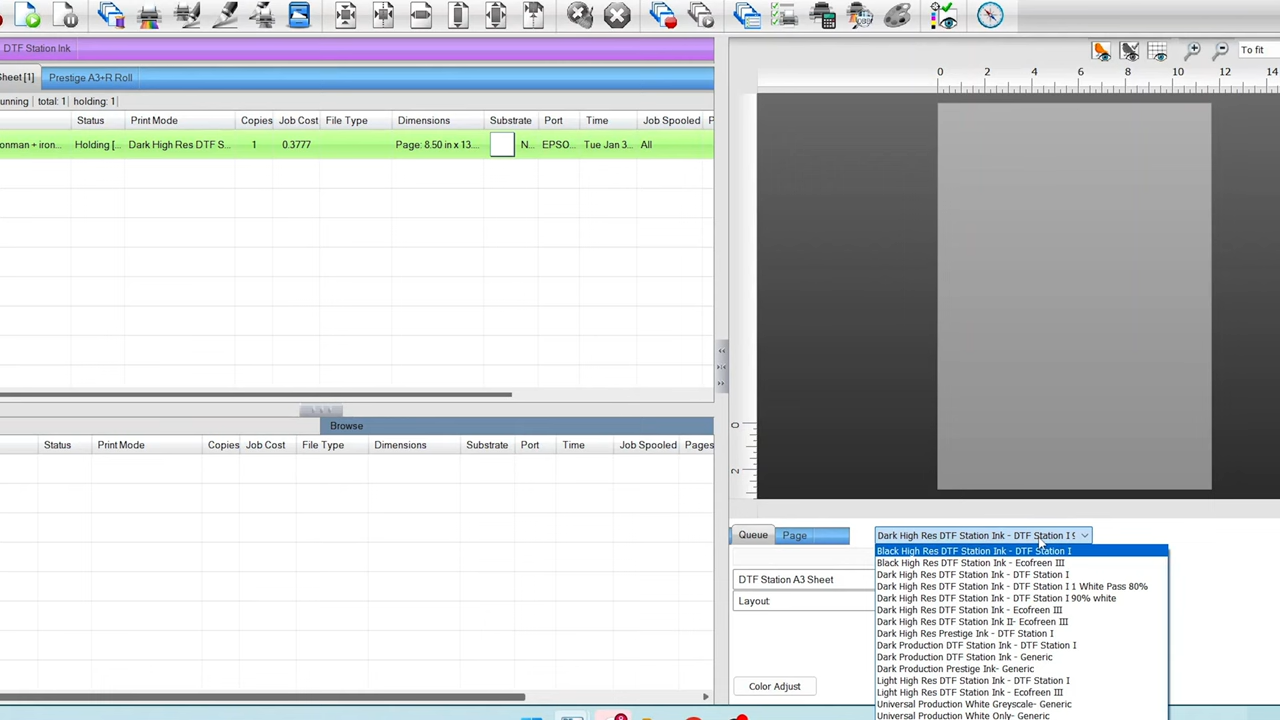 DTF Station Ink
Sheet [1]
Prestige A3+R Roll
unning total: 1 holding: 1
Status Print Mode Copies Job Cost File Type Dimensions Substrate Port Time Job Spooled P
onman + iron... Holding [... Dark High Res DTF S... 1 0.3777 Page: 8.50 in x 13.... N... EPSO... Tue Jan 3... All
Browse
Status Print Mode Copies Job Cost File Type Dimensions Substrate Port Time Job Spooled Pages
To fit
0 2 4 6 8 10 12 14
0
2
Queue
Page
Dark High Res DTF Station Ink - DTF Station I 9
Black High Res DTF Station Ink - DTF Station I
Black High Res DTF Station Ink - Ecofreen III
Dark High Res DTF Station Ink - DTF Station I
Dark High Res DTF Station Ink - DTF Station I 1 White Pass 80%
Dark High Res DTF Station Ink - DTF Station I 90% white
Dark High Res DTF Station Ink - Ecofreen III
Dark High Res DTF Station Ink II- Ecofreen III
Dark High Res Prestige Ink - DTF Station I
Dark Production DTF Station Ink - DTF Station I
Dark Production DTF Station Ink - Generic
Dark Production Prestige Ink- Generic
Light High Res DTF Station Ink - DTF Station I
Light High Res DTF Station Ink - Ecofreen III
Universal Production White Greyscale- Generic
Universal Production White Only- Generic
DTF Station A3 Sheet
Layout
Color Adjust